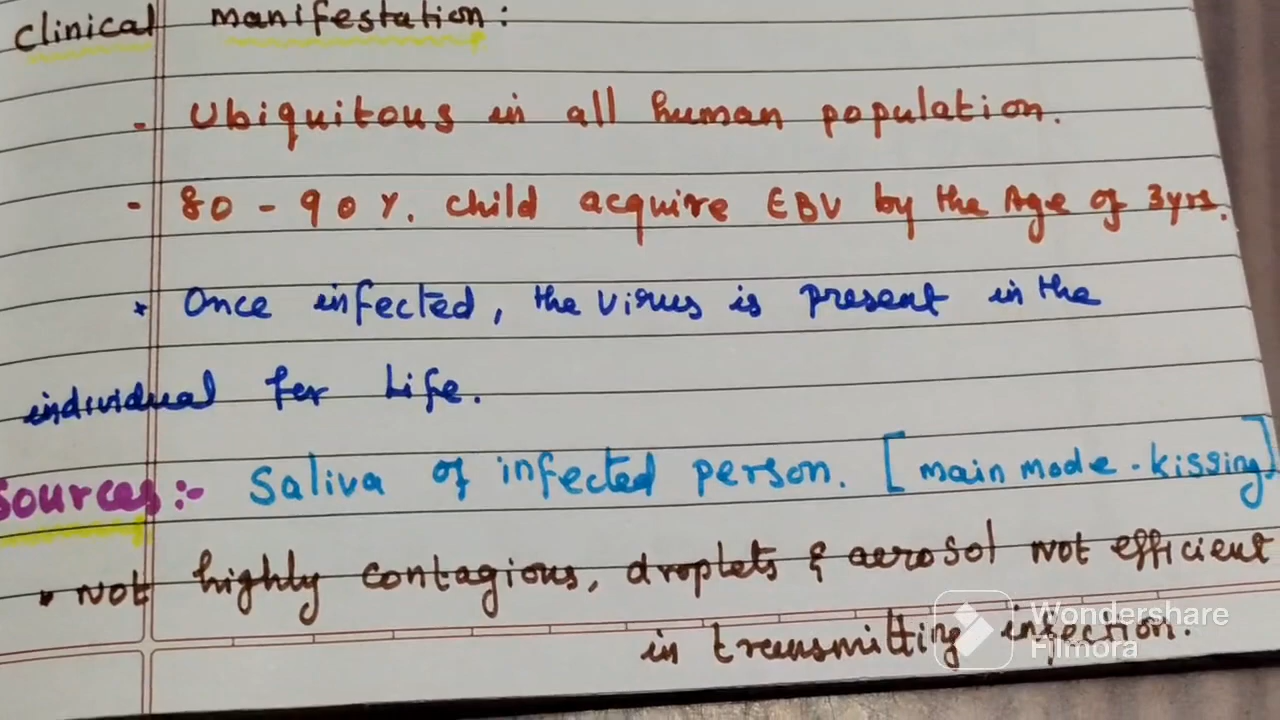 Clinical manifestation :
- Ubiquitous in all human population.
- 80 - 90 %. child acquire EBV by the Age of 3yrs.
* Once infected, the virus is present in the
individual for Life.
Sources :- Saliva of infected person. [main mode - kissing]
• Not highly contagious, droplets & aerosol not efficient
in transmitting infection.
Wondershare
Filmora